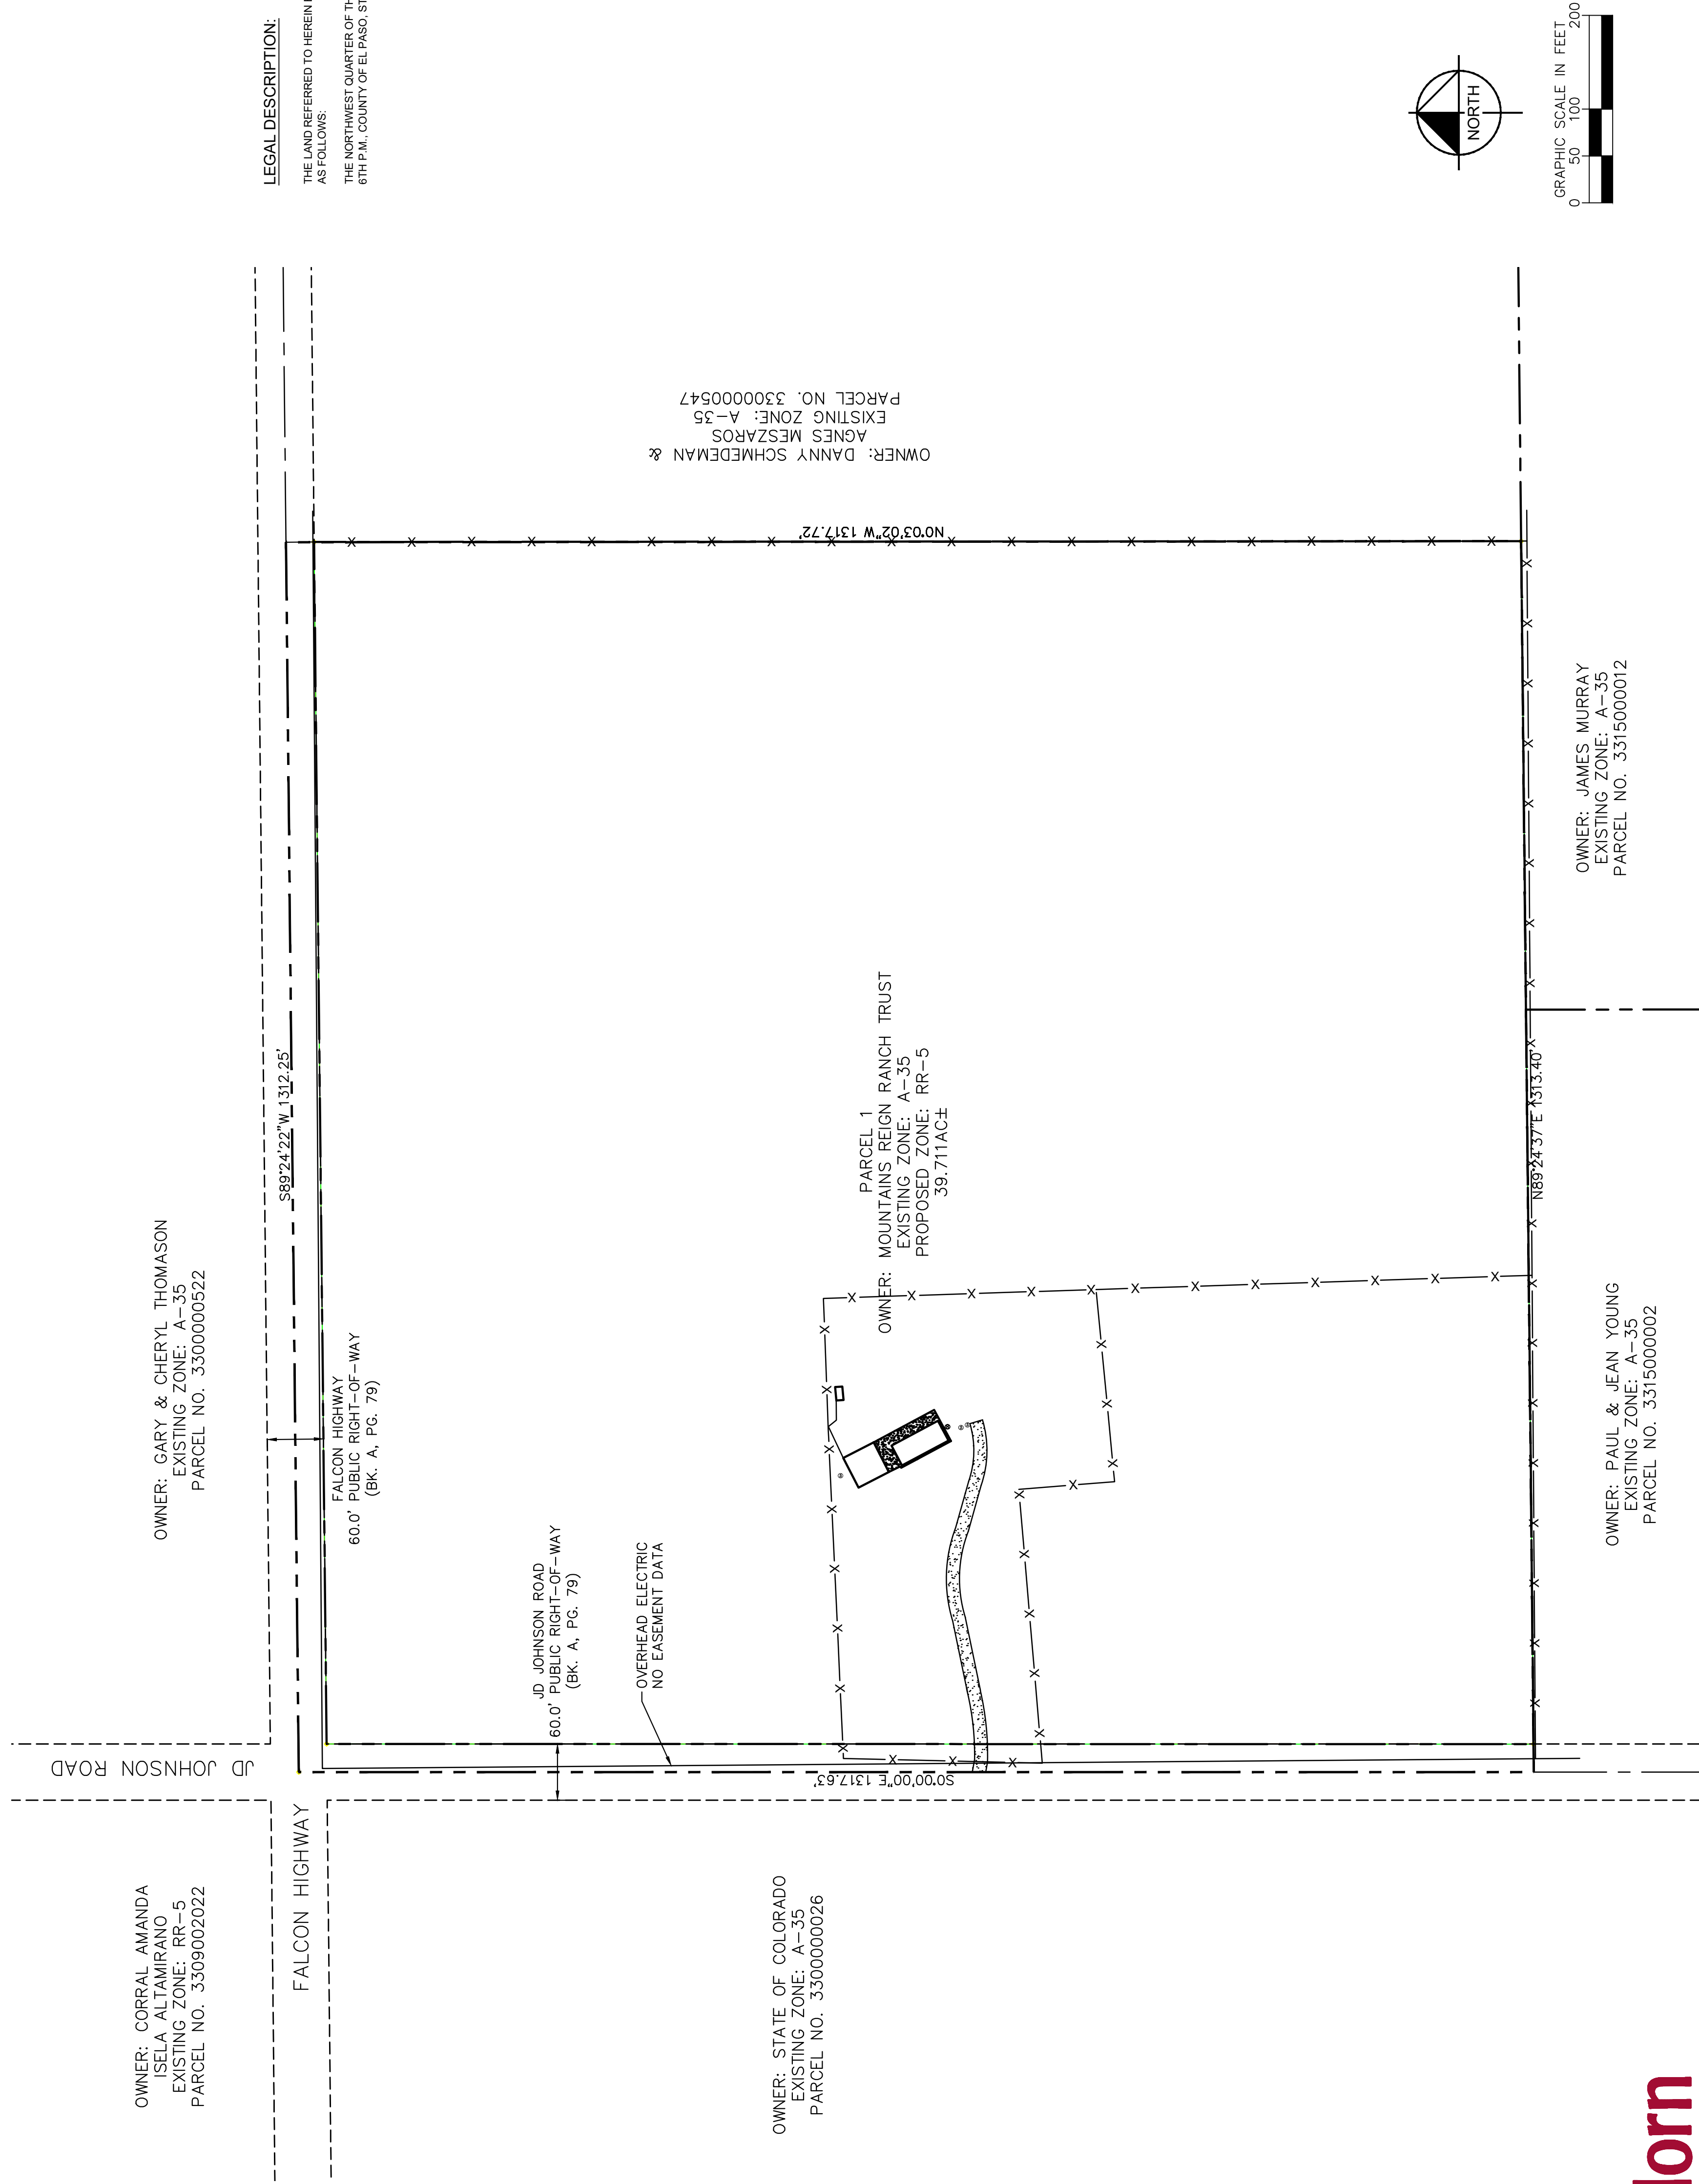 LEGAL DESCRIPTION:
THE LAND REFERRED TO HEREIN
AS FOLLOWS:
THE NORTHWEST QUARTER OF
6TH P.M., COUNTY OF EL PASO,
OWNER: CORRAL AMANDA
ISELA ALTAMIRANO
EXISTING ZONE: RR-5
PARCEL NO. 3309002022
JD JOHNSON ROAD
FALCON HIGHWAY
OWNER: GARY & CHERYL THOMASON
EXISTING ZONE: A-35
PARCEL NO. 3300000522
S89°24'22"W 1312.25'
FALCON HIGHWAY
60.0' PUBLIC RIGHT-OF-WAY
(BK. A, PG. 79)
JD JOHNSON ROAD
60.0' PUBLIC RIGHT-OF-WAY
(BK. A, PG. 79)
OVERHEAD ELECTRIC
NO EASEMENT DATA
OWNER: STATE OF COLORADO
EXISTING ZONE: A-35
PARCEL NO. 3300000026
S0°00'00"E 1317.63'
PARCEL 1
OWNER: MOUNTAINS REIGN RANCH TRUST
EXISTING ZONE: A-35
PROPOSED ZONE: RR-5
39.711AC±
N0°03'02"W 1317.72'
OWNER: DANNY SCHMEDEMAN &
AGNES MESZAROS
EXISTING ZONE: A-35
PARCEL NO. 3300000547
N89°24'37"E 1313.40'
OWNER: PAUL & JEAN YOUNG
EXISTING ZONE: A-35
PARCEL NO. 3315000002
OWNER: JAMES MURRAY
EXISTING ZONE: A-35
PARCEL NO. 3315000012
NORTH
GRAPHIC SCALE IN FEET
0 50 100 200